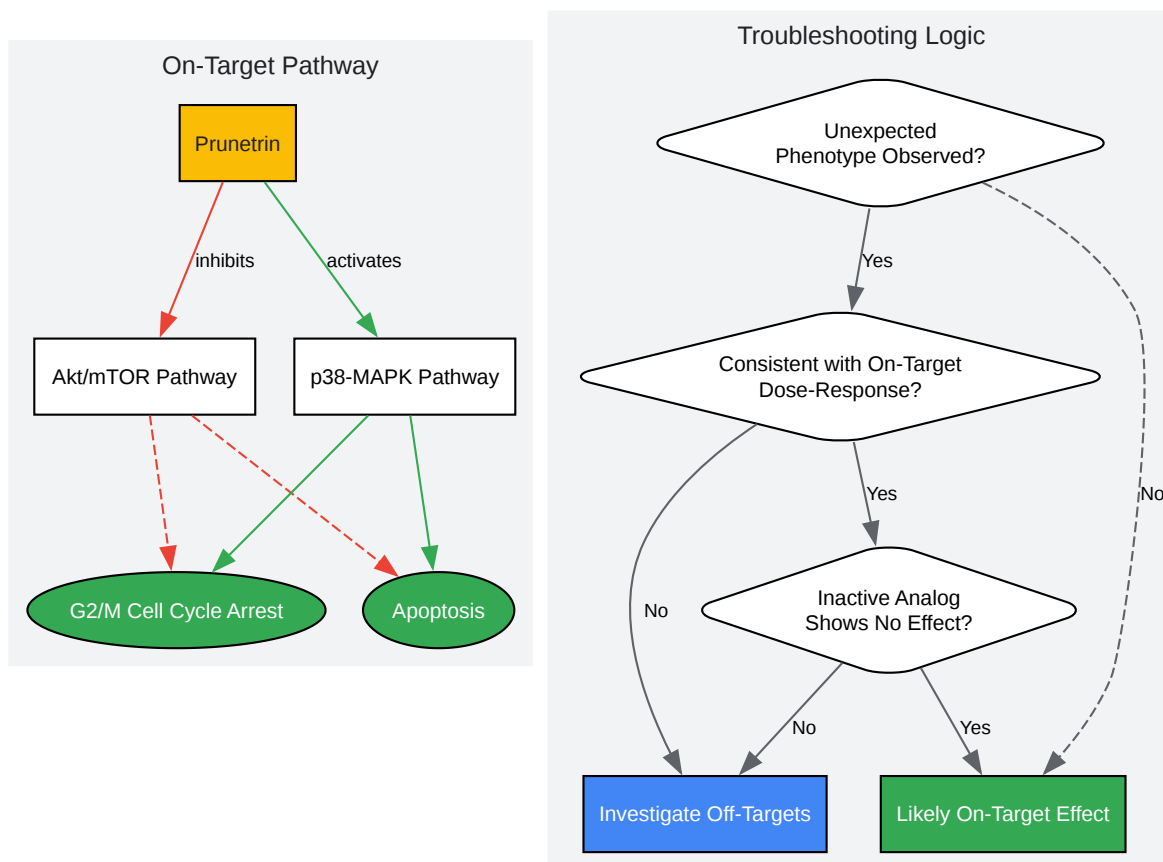 On-Target Pathway
Prunetrin
inhibits
activates
Akt/mTOR Pathway
p38-MAPK Pathway
G2/M Cell Cycle Arrest
Apoptosis
Troubleshooting Logic
Unexpected
Phenotype Observed?
Yes
Consistent with On-Target
Dose-Response?
Yes
No
No
Inactive Analog
Shows No Effect?
No
Yes
Investigate Off-Targets
Likely On-Target Effect